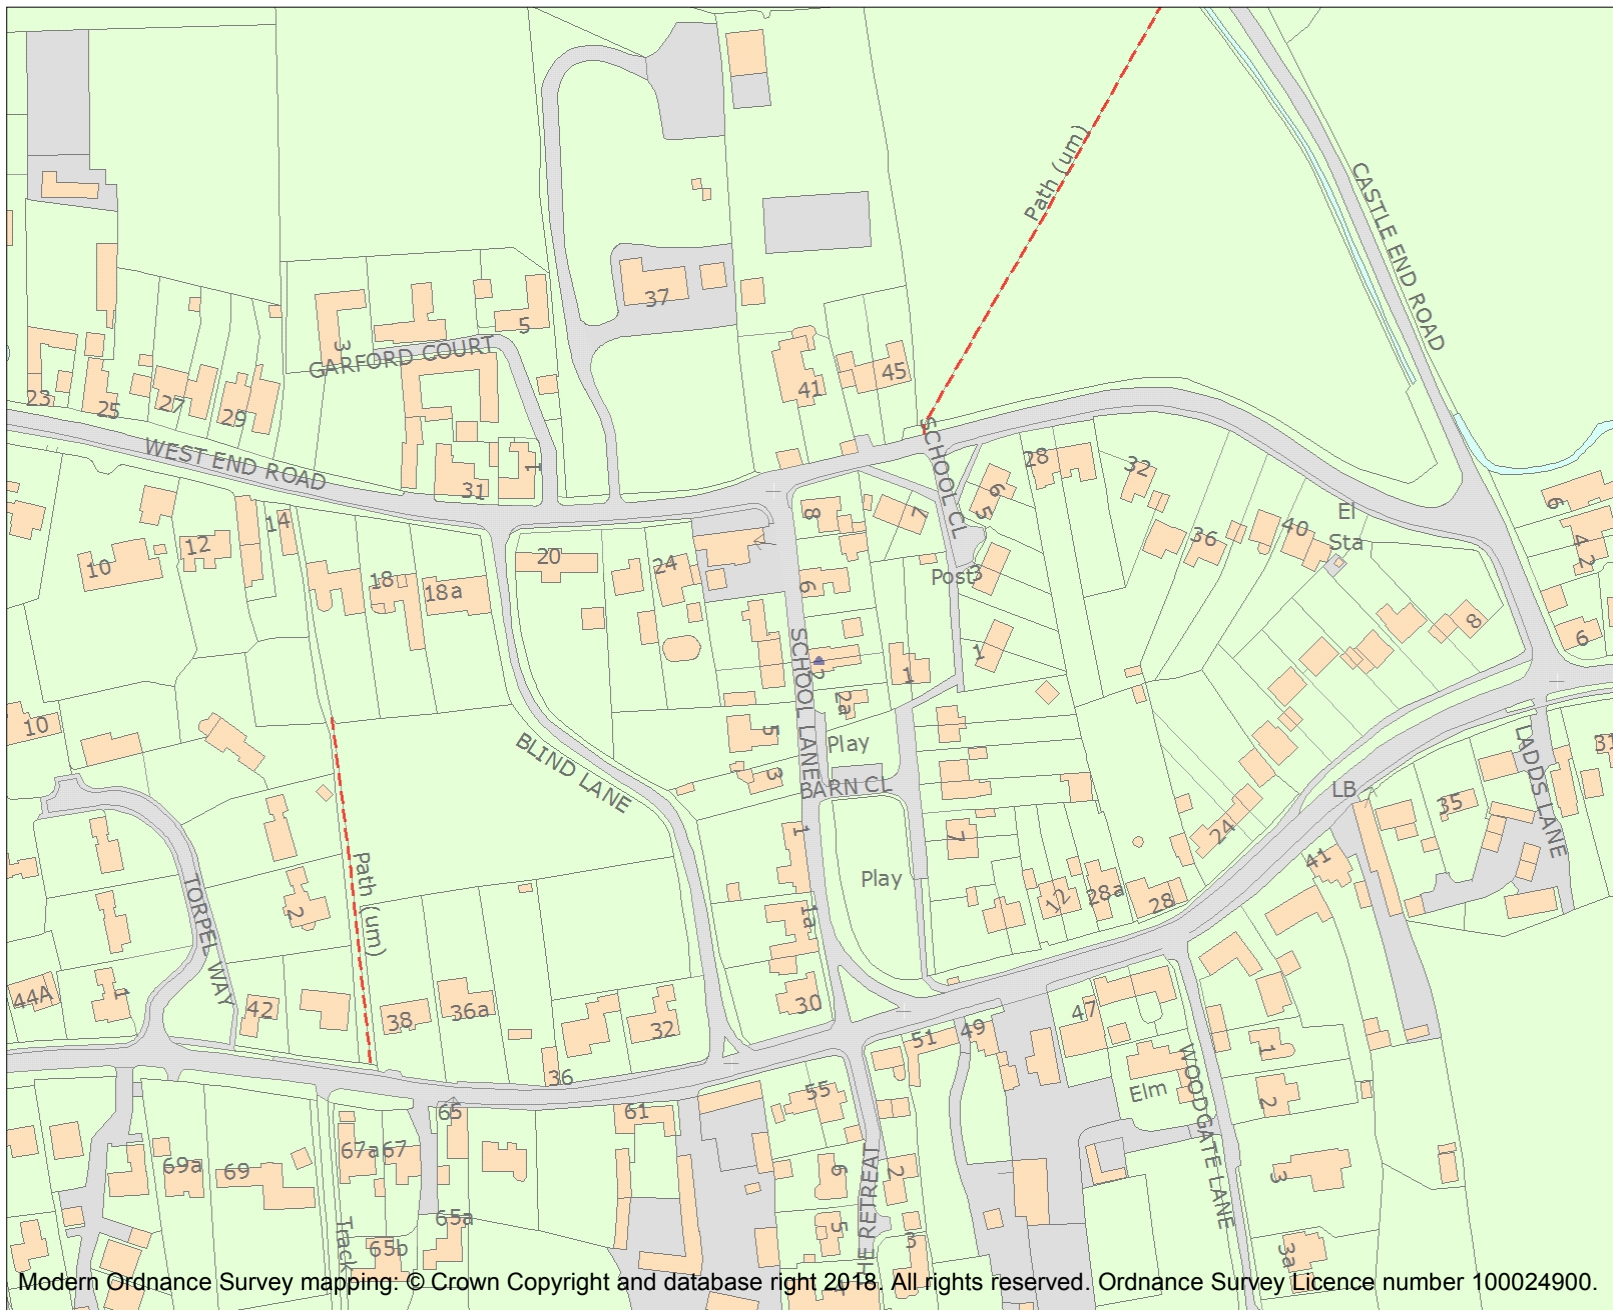 Path (um)
CASTLE END ROAD
37
5
3
GARFORD COURT
41
45
23
25
27
29
WEST END ROAD
31
1
SCHOOL CL
28
32
6
5
7
8
36
40
El
Sta
6
4
2
6
8
14
12
10
18
18a
20
24
7
6
Post
3
1
1
SCHOOL LANE
2
2a
Play
BARN CL
5
3
1
1a
30
Play
7
12
28a
28
24
LB
41
35
LADDS LANE
31
10
BLIND LANE
TORPEL WAY
2
Path (um)
1
44A
42
38
36a
36
32
51
49
47
Elm
WOODGATE LANE
1
2
3
3a
55
61
65
67a
67
69a
69
65a
65b
Track
6
5
2
3
HE RETREAT
Modern Ordnance Survey mapping: © Crown Copyright and database right 2018. All rights reserved. Ordnance Survey Licence number 100024900.